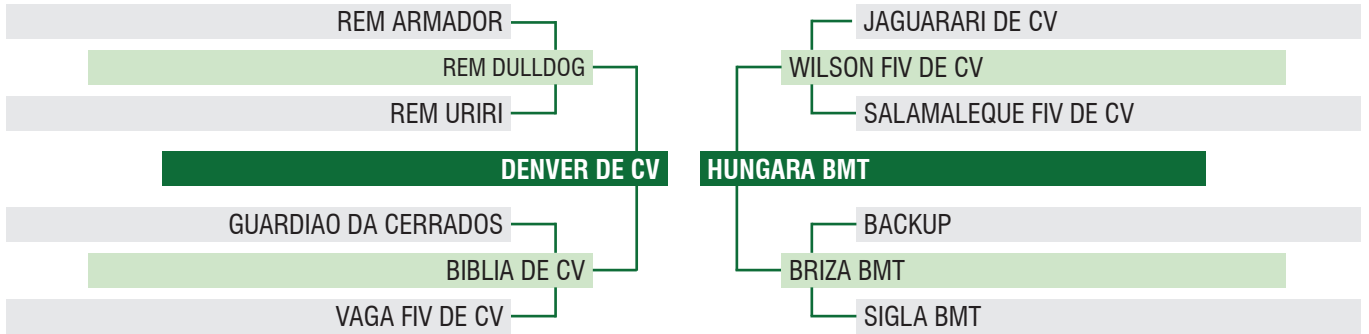 REM ARMADOR
JAGUARARI DE CV
REM DULLDOG
WILSON FIV DE CV
REM URIRI
SALAMALEQUE FIV DE CV
DENVER DE CV
HUNGARA BMT
GUARDIAO DA CERRADOS
BACKUP
BIBLIA DE CV
BRIZA BMT
VAGA FIV DE CV
SIGLA BMT